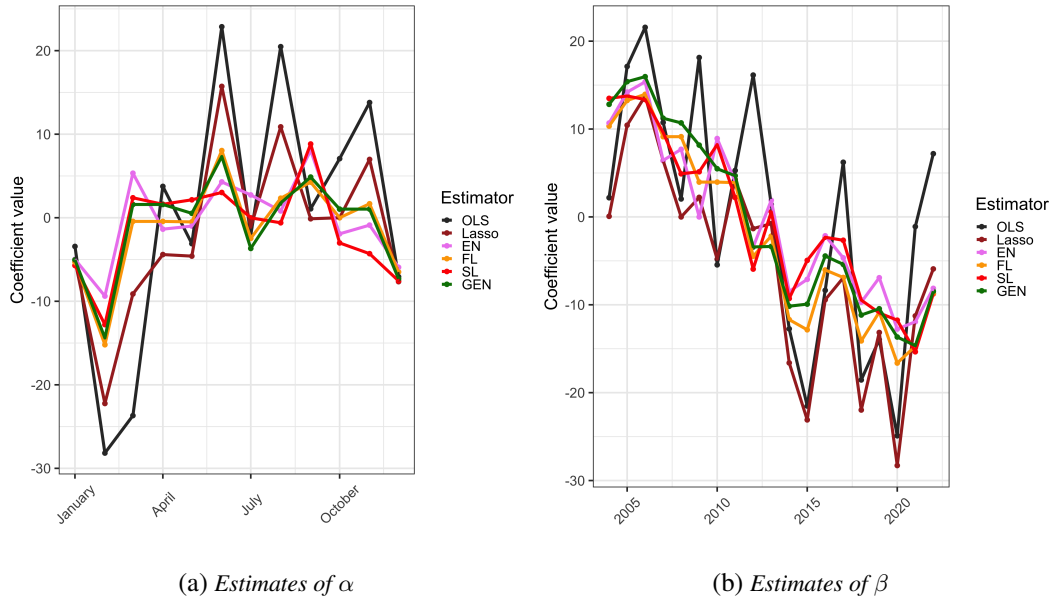 Coefficient value
20
10
0
-10
-20
-30
January
April
July
October
Estimator
OLS
Lasso
EN
FL
SL
GEN
(a) Estimates of α
Coefficient value
20
10
0
-10
-20
-30
2005
2010
2015
2020
Estimator
OLS
Lasso
EN
FL
SL
GEN
(b) Estimates of β